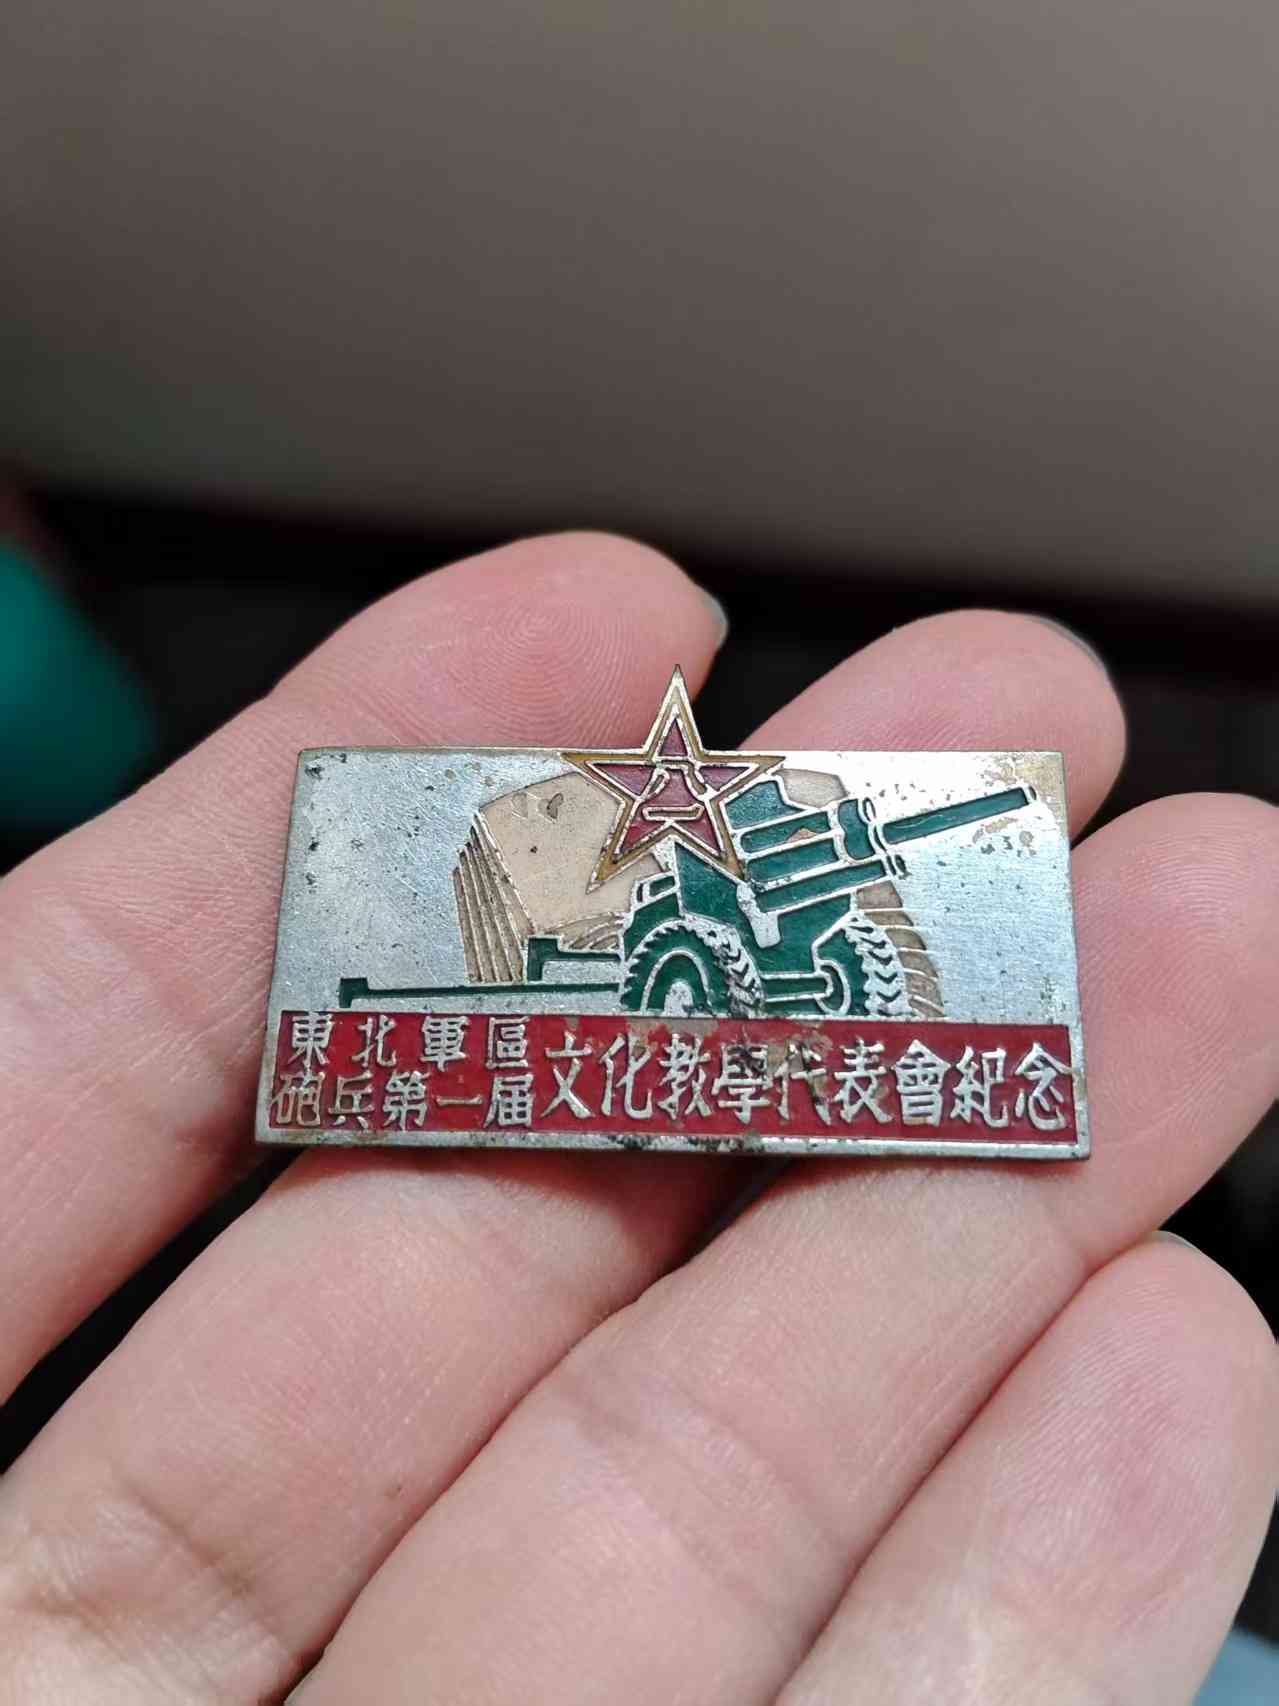 八一
東北軍區
砲兵第一届
文化教學代表會紀念